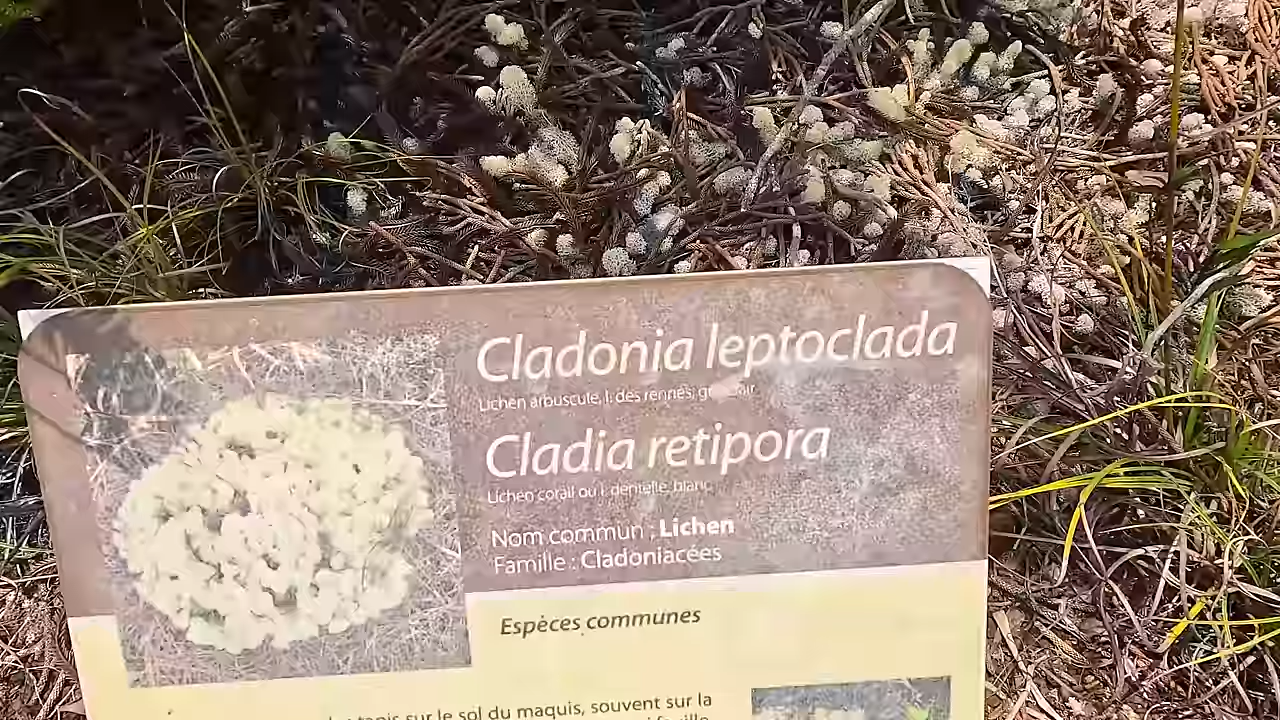 Cladonia leptoclada
Lichen arbuscule, l. des rennes,
Cladia retipora
Lichen corail ou l. dentelle, blanc
Nom commun : Lichen
Famille : Cladoniacées
Espèces communes
tapis sur le sol du maquis, souvent sur la
famille